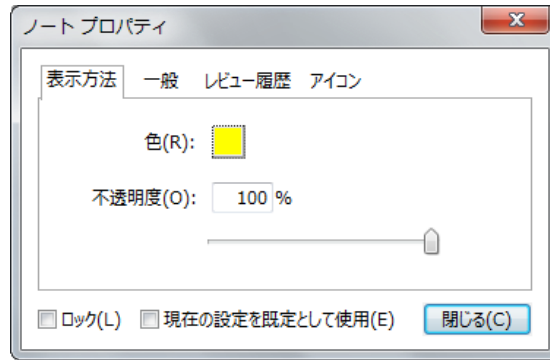 ノート プロパティ
表示方法 一般 レビュー履歴 アイコン
色(R):
不透明度(O): 100 %
ロック(L) 現在の設定を既定として使用(E) 閉じる(C)